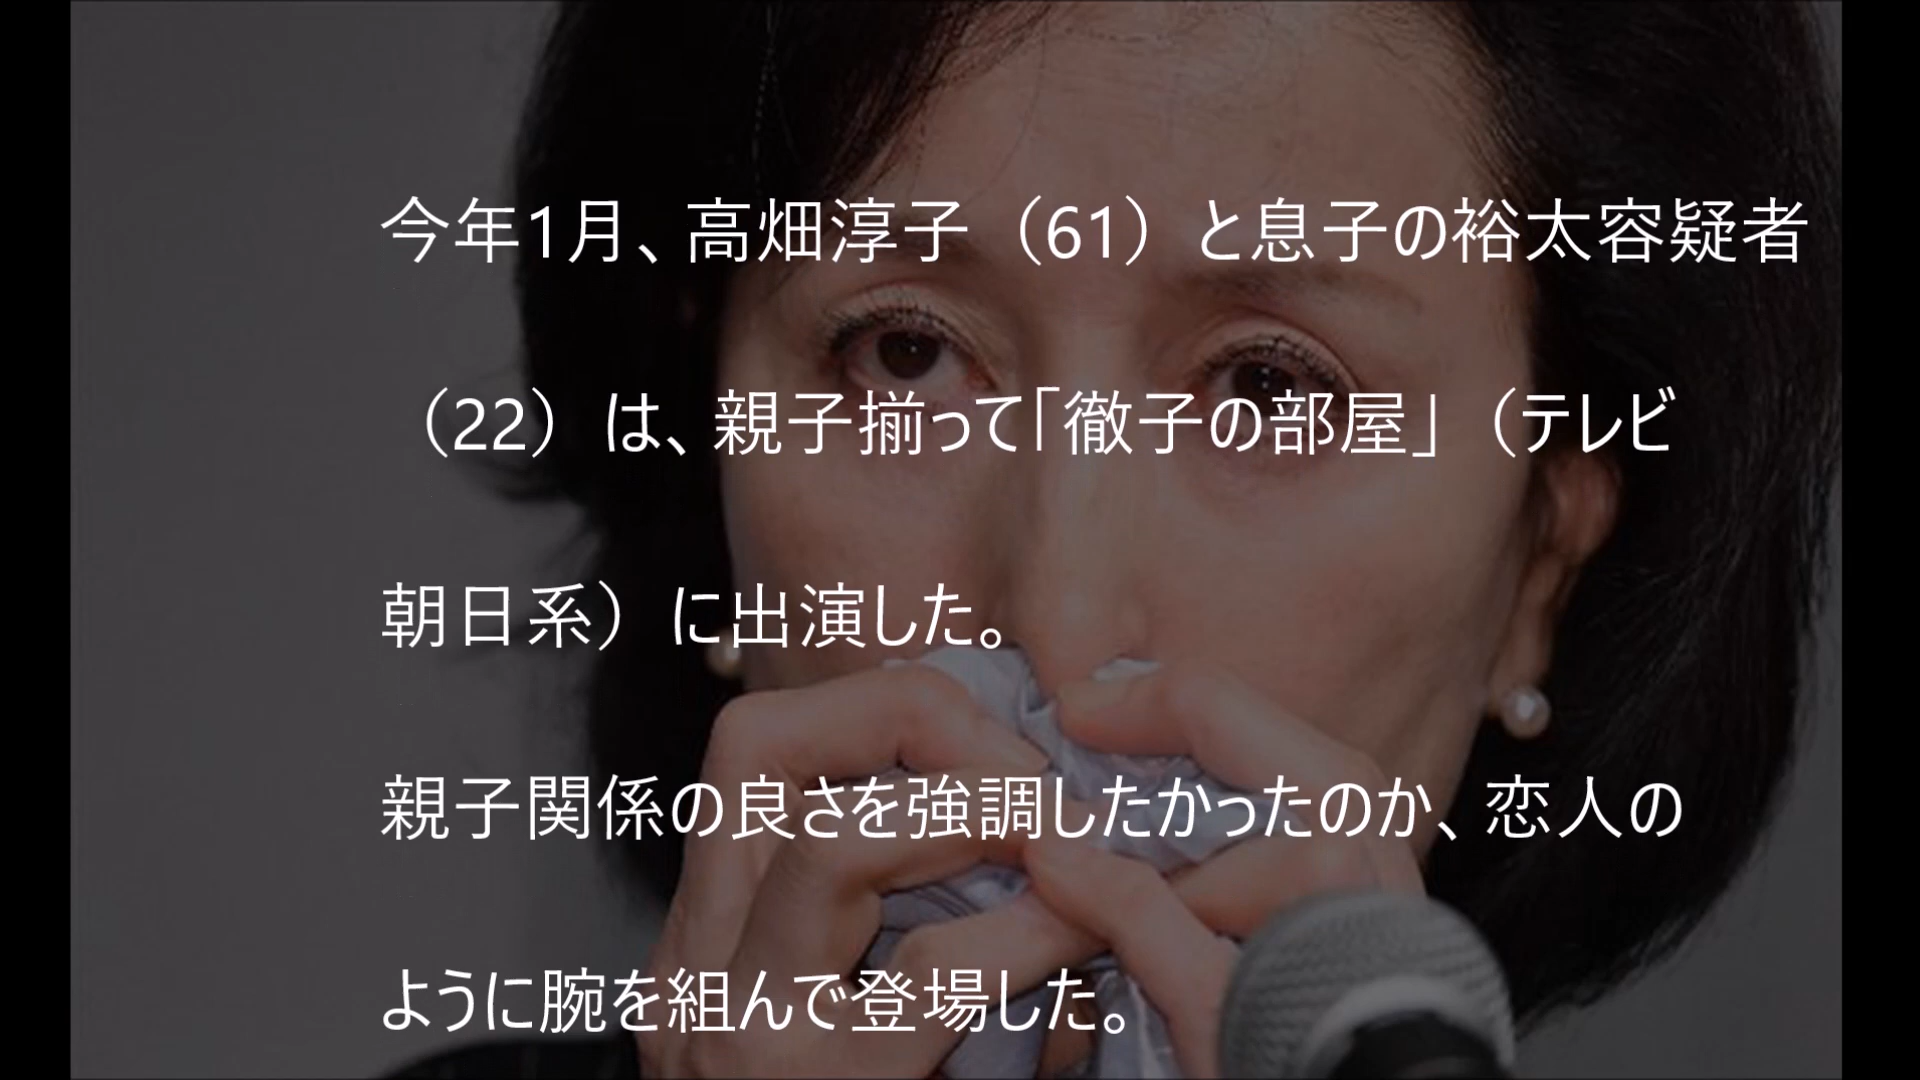 今年1月、高畑淳子（61）と息子の裕太容疑者
（22）は、親子揃って「徹子の部屋」（テレビ
朝日系）に出演した。
親子関係の良さを強調したかったのか、恋人の
ように腕を組んで登場した。